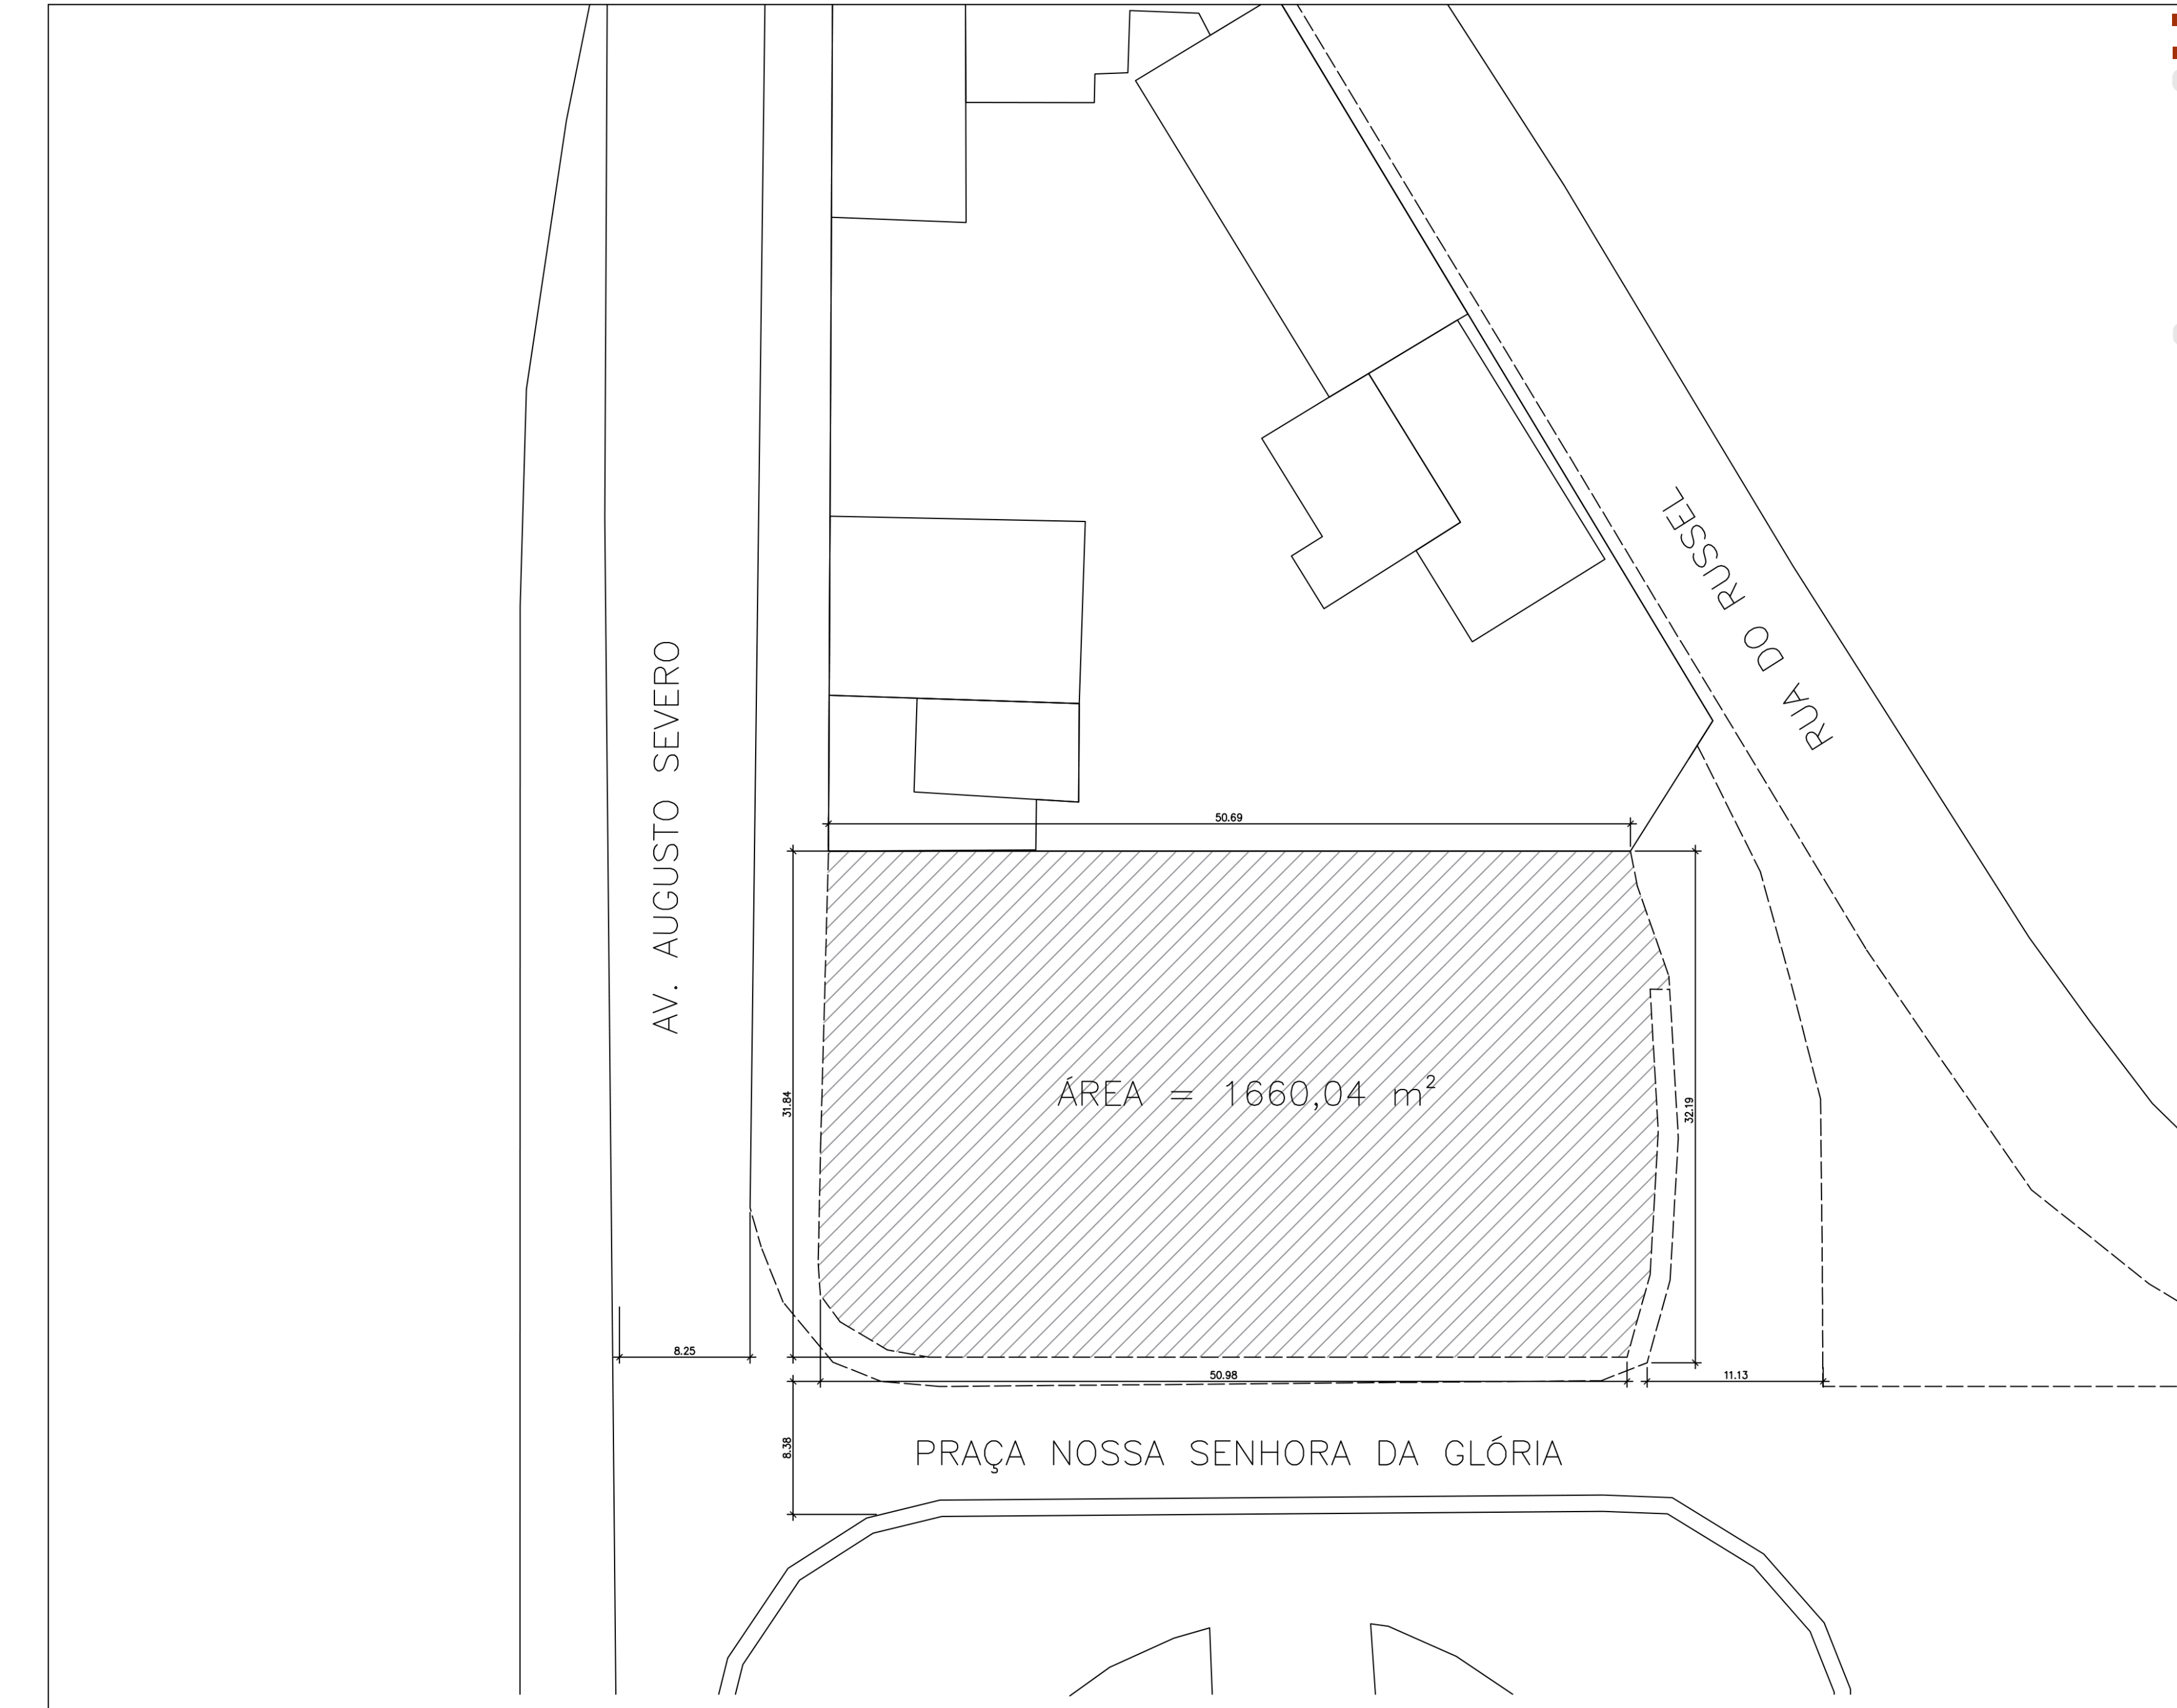 RUA DO RUSSEL
AV. AUGUSTO SEVERO
50.69
ÁREA = 1660,04 m²
31.84
32.19
8.25
50.98
11.13
8.38
PRAÇA NOSSA SENHORA DA GLÓRIA